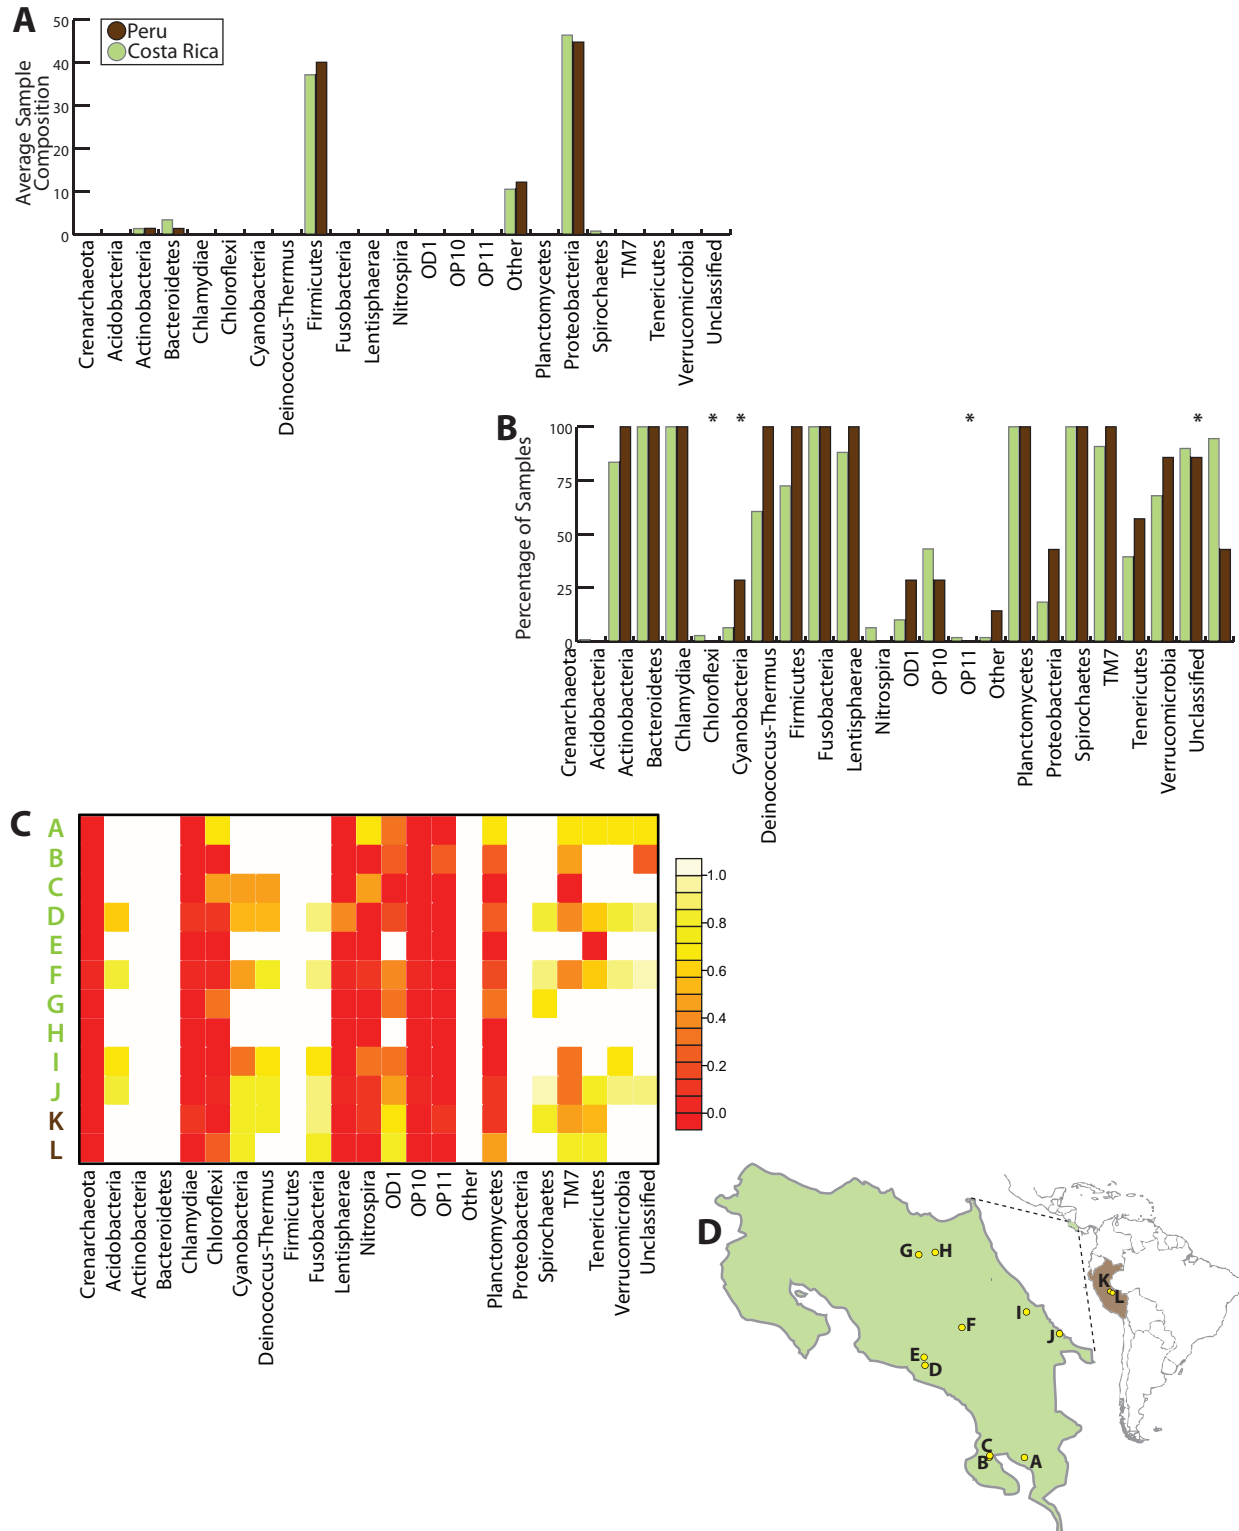 A
Peru
Costa Rica
Average Sample
Composition
50
40
30
20
10
0
Crenarchaeota
Acidobacteria
Actinobacteria
Bacteroidetes
Chlamydiae
Chloroflexi
Cyanobacteria
Deinococcus-Thermus
Firmicutes
Fusobacteria
Lentisphaerae
Nitrospira
OD1
OP10
OP11
Other
Planctomycetes
Proteobacteria
Spirochaetes
TM7
Tenericutes
Verrucomicrobia
Unclassified
B
* * * *
Percentage of Samples
100
75
50
25
0
Crenarchaeota
Acidobacteria
Actinobacteria
Bacteroidetes
Chlamydiae
Chloroflexi
Cyanobacteria
Deinococcus-Thermus
Firmicutes
Fusobacteria
Lentisphaerae
Nitrospira
OD1
OP10
OP11
Other
Planctomycetes
Proteobacteria
Spirochaetes
TM7
Tenericutes
Verrucomicrobia
Unclassified
C
A
B
C
D
E
F
G
H
I
J
K
L
1.0
0.8
0.6
0.4
0.2
0.0
Crenarchaeota
Acidobacteria
Actinobacteria
Bacteroidetes
Chlamydiae
Chloroflexi
Cyanobacteria
Deinococcus-Thermus
Firmicutes
Fusobacteria
Lentisphaerae
Nitrospira
OD1
OP10
OP11
Other
Planctomycetes
Proteobacteria
Spirochaetes
TM7
Tenericutes
Verrucomicrobia
Unclassified
D
G H
K
L
I
F
J
E
D
C
B
A